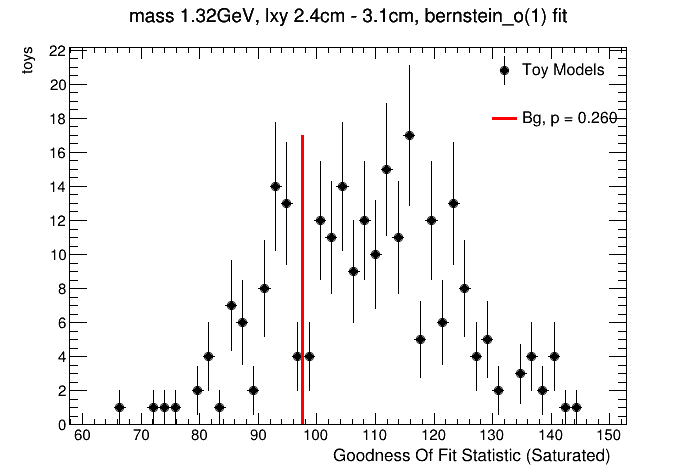 mass 1.32GeV, lxy 2.4cm - 3.1cm, bernstein_o(1) fit
toys
22
20
18
16
14
12
10
8
6
4
2
0
Toy Models
Bg, p = 0.260
60 70 80 90 100 110 120 130 140 150
Goodness Of Fit Statistic (Saturated)